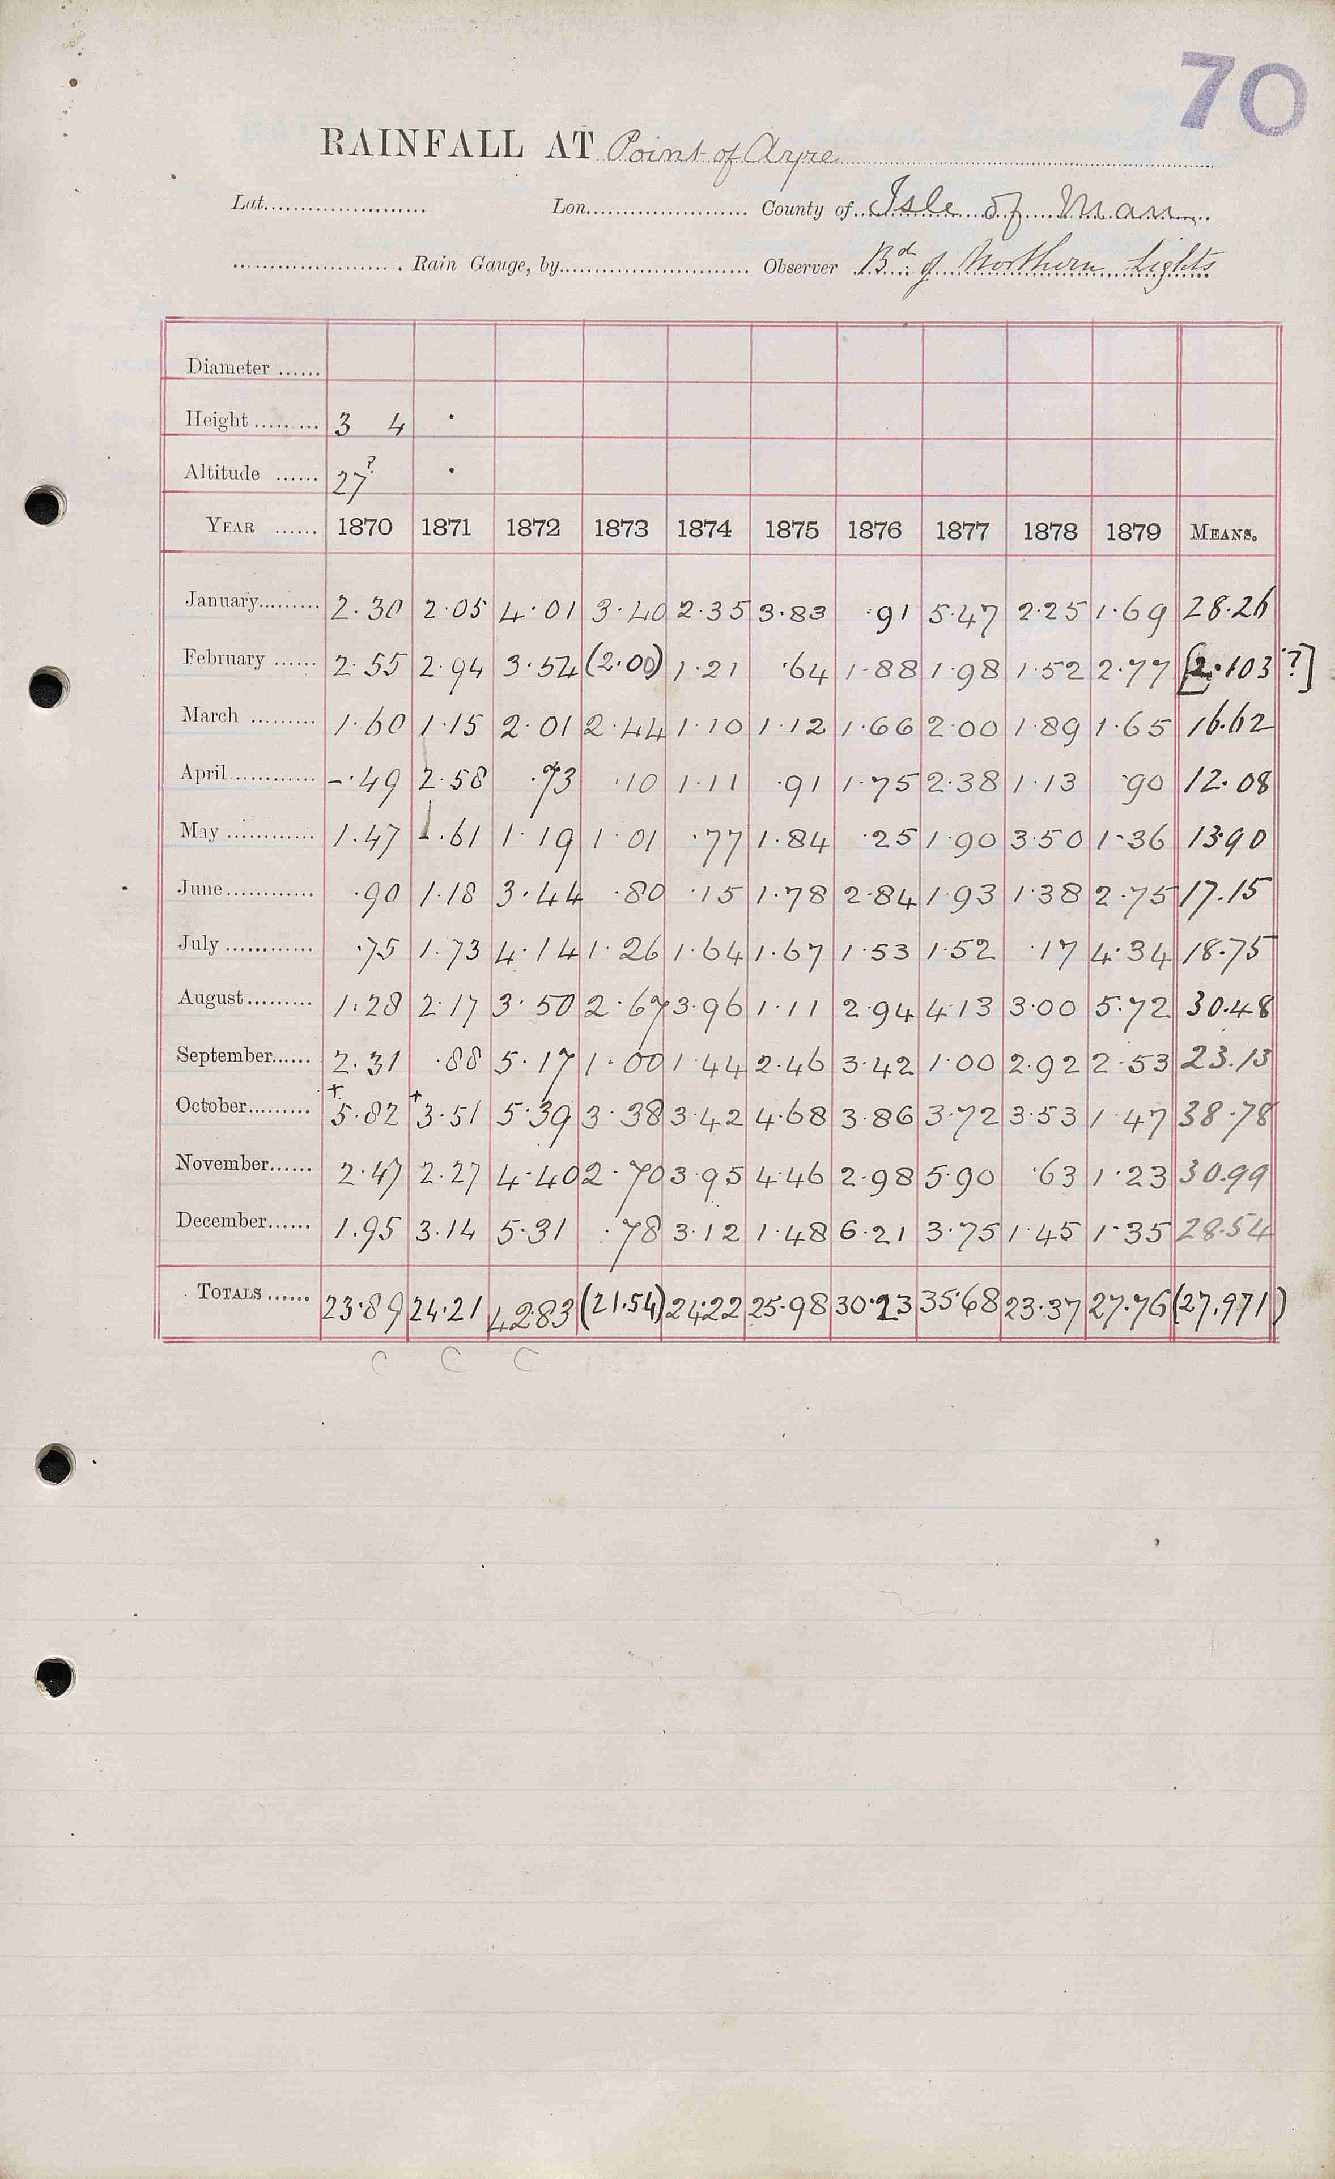 70
RAINFALL AT Point of Ayre
Lat. Lon. County of Isle of Man
Rain Gauge, by Observer Bd. of Northern Lights
Diameter
Height 3 4 ·
Altitude 27? ·
YEAR 1870 1871 1872 1873 1874 1875 1876 1877 1878 1879 MEANS.
January 2.30 2.05 4.01 3.40 2.35 3.83 .91 5.47 2.25 1.69 28.26
February 2.55 2.94 3.54 (2.00) 1.21 .64 1.88 1.98 1.52 2.77 [2.103?]
March 1.60 1.15 2.01 2.44 1.10 1.12 1.66 2.00 1.89 1.65 16.62
April -.49 2.58 .73 .10 1.11 .91 1.75 2.38 1.13 .90 12.08
May 1.47 1.61 1.19 1.01 .77 1.84 .25 1.90 3.50 1.36 13.90
June .90 1.18 3.44 .80 .15 1.78 2.84 1.93 1.38 2.75 17.15
July .75 1.73 4.14 1.26 1.64 1.67 1.53 1.52 .17 4.34 18.75
August 1.28 2.17 3.50 2.67 3.96 1.11 2.94 4.13 3.00 5.72 30.48
September 2.31 .88 5.17 1.00 1.44 2.46 3.42 1.00 2.92 2.53 23.13
October +5.82 +3.51 5.39 3.38 3.42 4.68 3.86 3.72 3.53 1.47 38.78
November 2.47 2.27 4.40 2.70 3.95 4.46 2.98 5.90 .63 1.23 30.99
December 1.95 3.14 5.31 .78 3.12 1.48 6.21 3.75 1.45 1.35 28.54
TOTALS 23.89 24.21 42.83 (21.54) 24.22 25.98 30.23 35.68 23.37 27.76 (27.971)
C C C